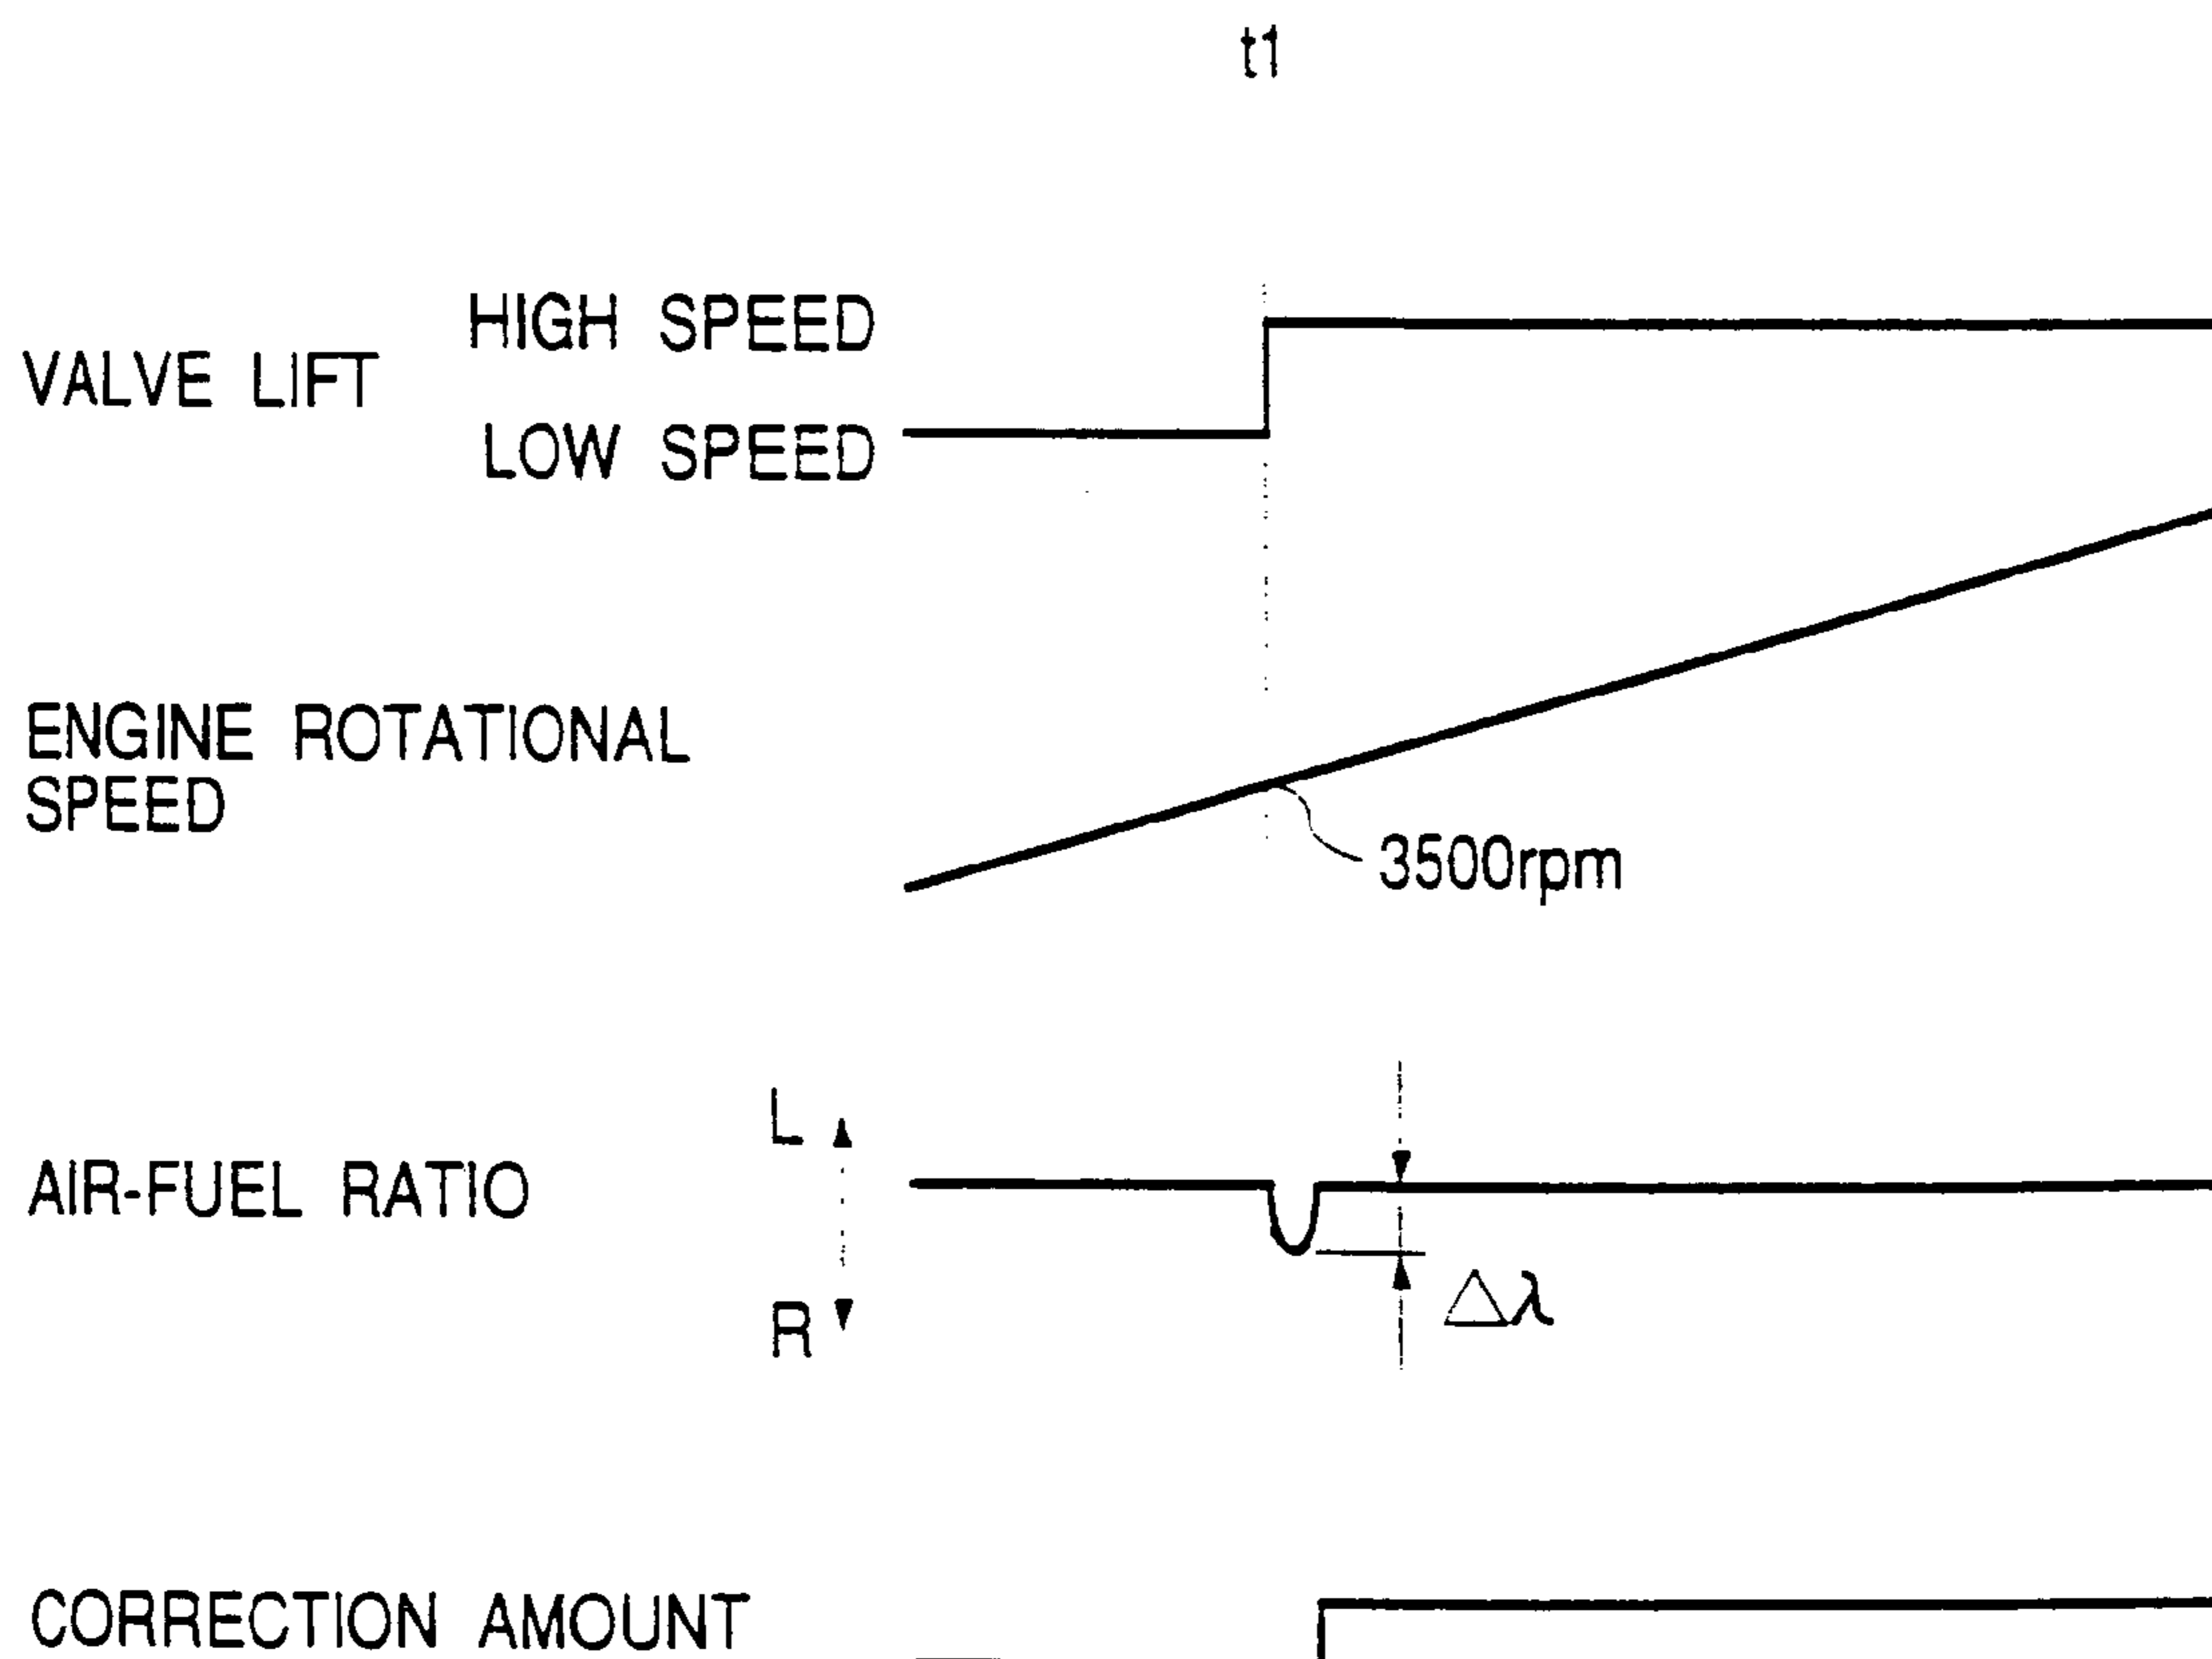 t1
HIGH SPEED
VALVE LIFT
LOW SPEED
ENGINE ROTATIONAL
SPEED
3500rpm
L
AIR-FUEL RATIO
R
Δλ
CORRECTION AMOUNT